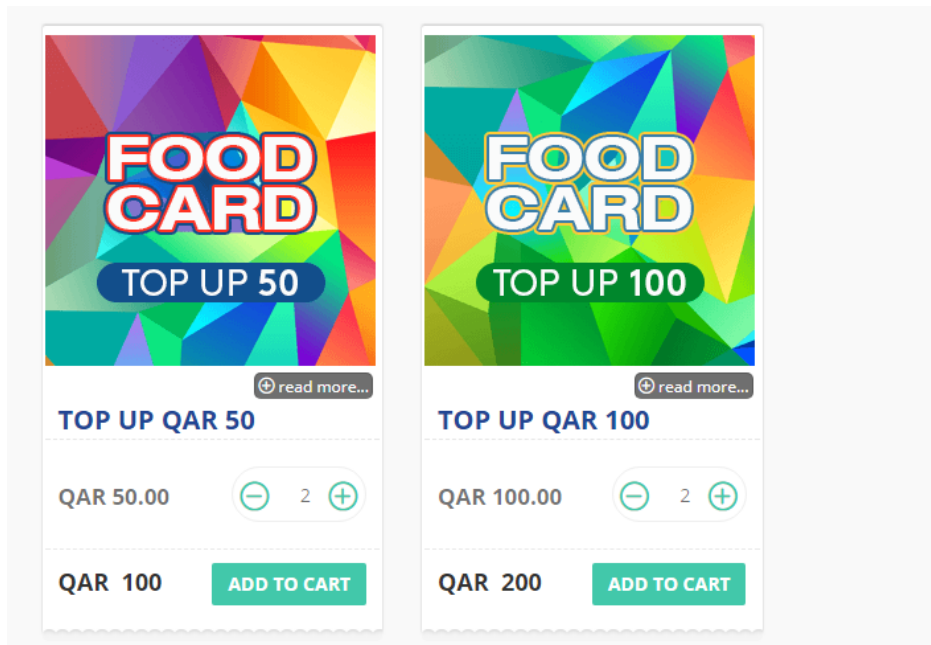 FOOD
CARD
TOP UP 50
read more...
TOP UP QAR 50
QAR 50.00
2
QAR 100
ADD TO CART
FOOD
CARD
TOP UP 100
read more...
TOP UP QAR 100
QAR 100.00
2
QAR 200
ADD TO CART